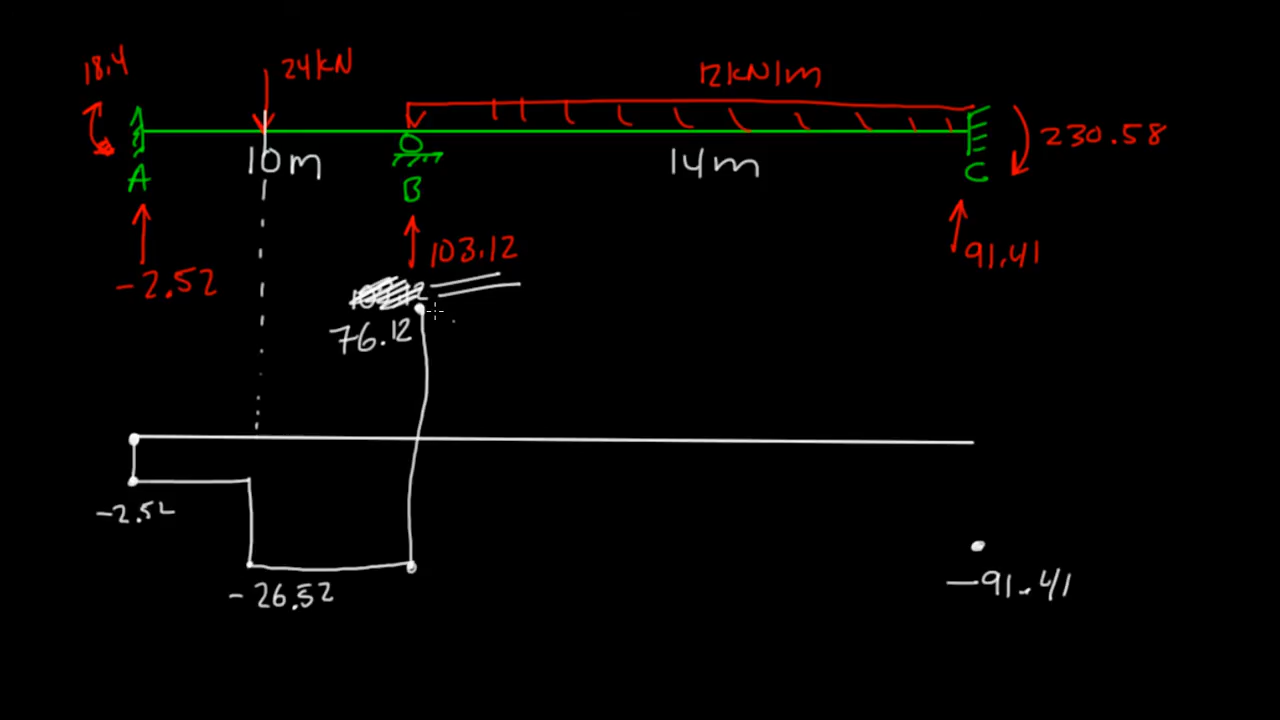 18.4
24kN
12kN/m
10m
14m
230.58
A
B
C
-2.52
103.12
91.41
76.12
-2.52
-26.52
-91.41